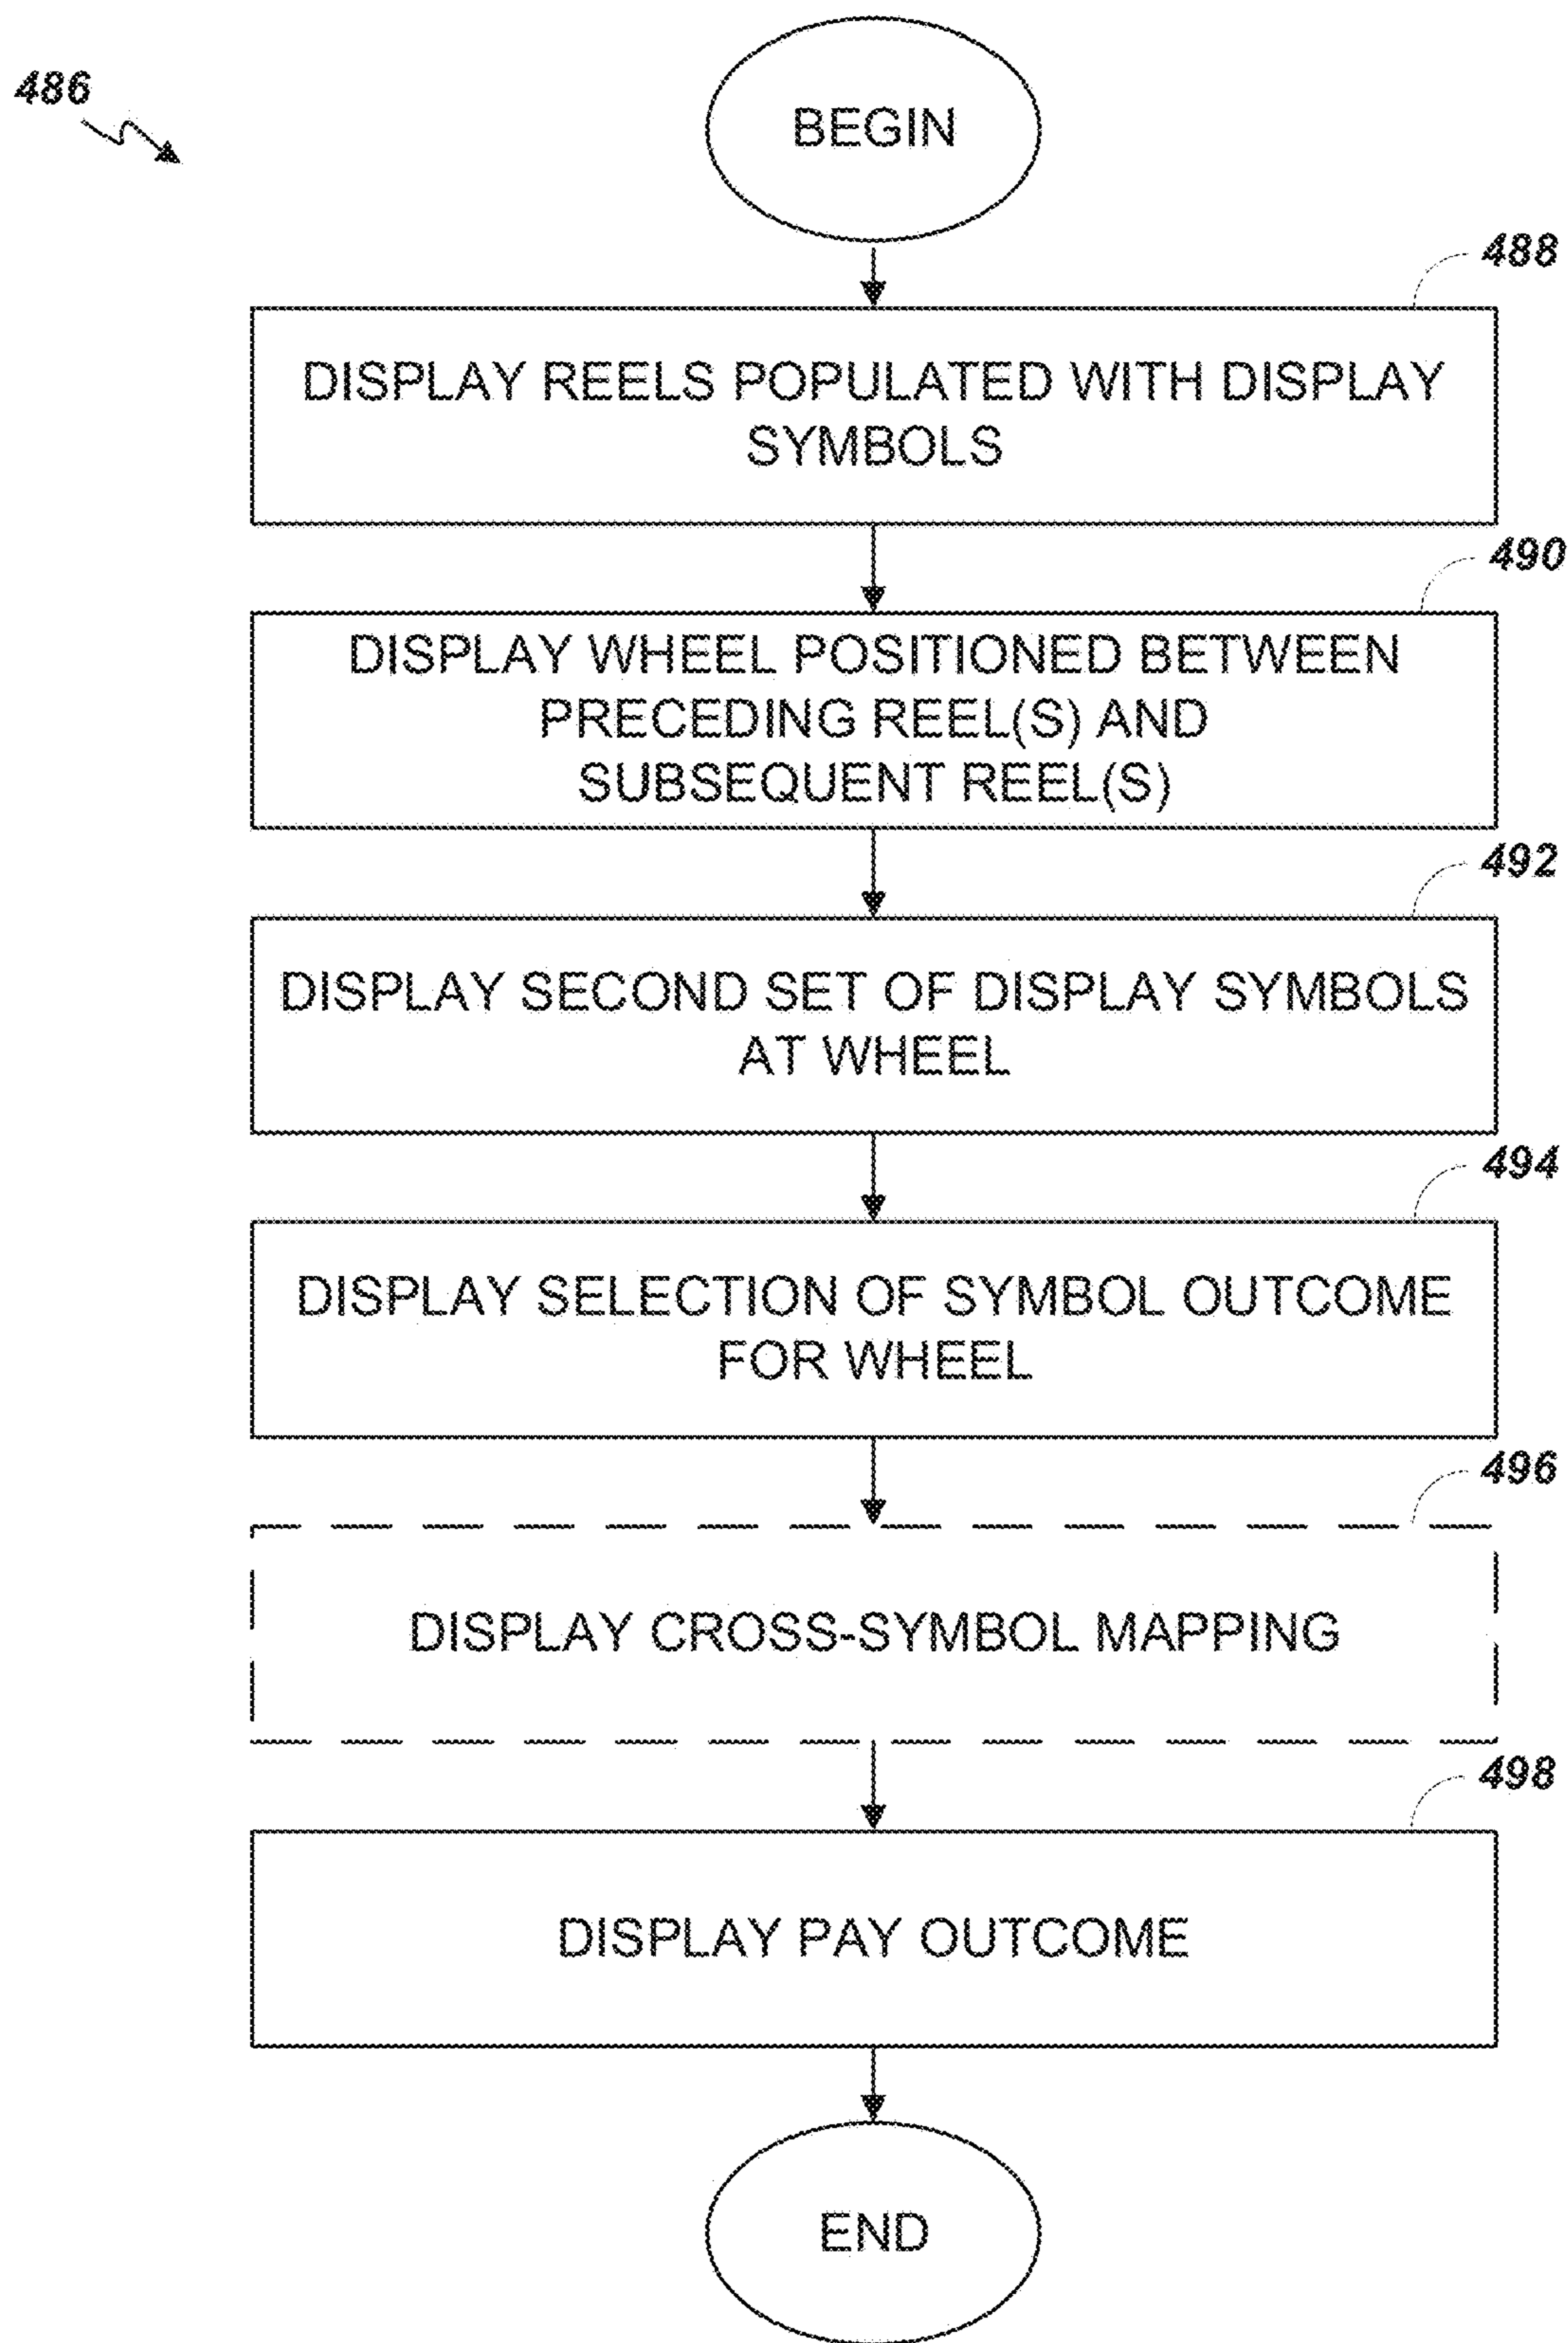 486
BEGIN
488
DISPLAY REELS POPULATED WITH DISPLAY
SYMBOLS
490
DISPLAY WHEEL POSITIONED BETWEEN
PRECEDING REEL(S) AND
SUBSEQUENT REEL(S)
492
DISPLAY SECOND SET OF DISPLAY SYMBOLS
AT WHEEL
494
DISPLAY SELECTION OF SYMBOL OUTCOME
FOR WHEEL
496
DISPLAY CROSS-SYMBOL MAPPING
498
DISPLAY PAY OUTCOME
END